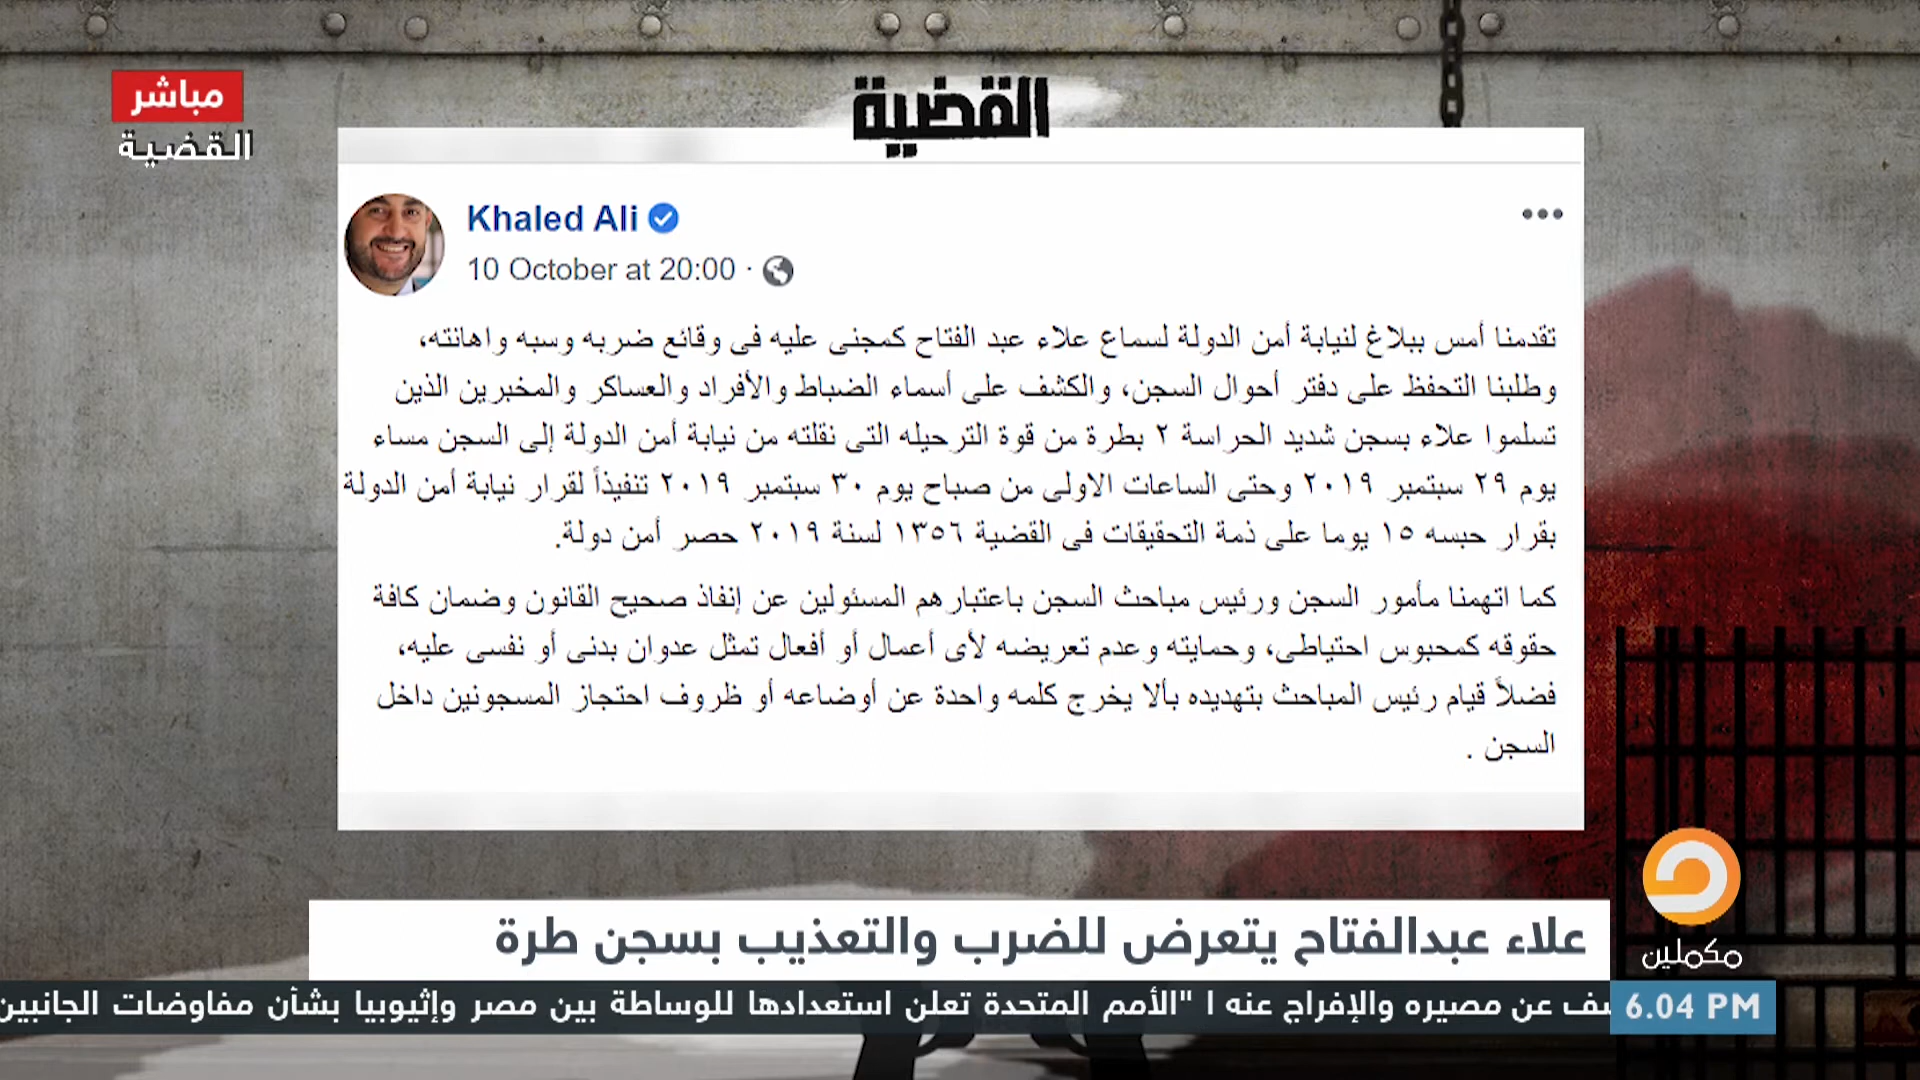 مباشر
القضية
القضية
Khaled Ali
10 October at 20:00 ·
تقدمنا أمس ببلاغ لنيابة أمن الدولة لسماع علاء عبد الفتاح كمجنى عليه فى وقائع ضربه وسبه واهانته،
وطلبنا التحفظ على دفتر أحوال السجن، والكشف على أسماء الضباط والأفراد والعساكر والمخبرين الذين
تسلموا علاء بسجن شديد الحراسة ٢ بطرة من قوة الترحيله التى نقلته من نيابة أمن الدولة إلى السجن مساء
يوم ٢٩ سبتمبر ٢٠١٩ وحتى الساعات الاولى من صباح يوم ٣٠ سبتمبر ٢٠١٩ تنفيذاً لقرار نيابة أمن الدولة
بقرار حبسه ١٥ يوما على ذمة التحقيقات فى القضية ١٣٥٦ لسنة ٢٠١٩ حصر أمن دولة.
كما اتهمنا مأمور السجن ورئيس مباحث السجن باعتبارهم المسئولين عن إنفاذ صحيح القانون وضمان كافة
حقوقه كمحبوس احتياطى، وحمايته وعدم تعريضه لأى أعمال أو أفعال تمثل عدوان بدنى أو نفسى عليه،
فضلاً قيام رئيس المباحث بتهديده بألا يخرج كلمه واحدة عن أوضاعه أو ظروف احتجاز المسجونين داخل
السجن .
علاء عبدالفتاح يتعرض للضرب والتعذيب بسجن طرة
مكملين
عن مصيره والإفراج عنه | "الأمم المتحدة تعلن استعدادها للوساطة بين مصر وإثيوبيا بشأن مفاوضات الجانبين
6.04 PM